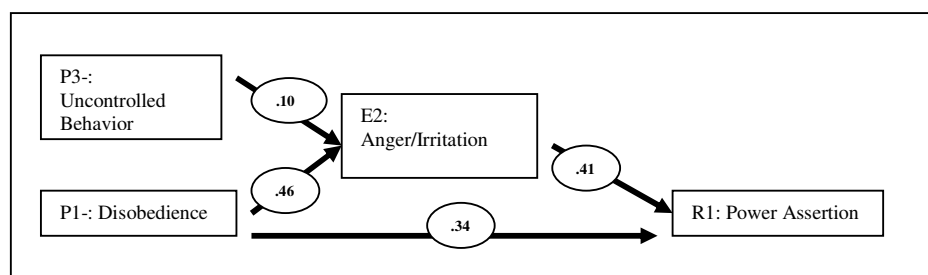 P3-:
Uncontrolled
Behavior
.10
E2:
Anger/Irritation
.46
.41
P1-: Disobedience
R1: Power Assertion
.34